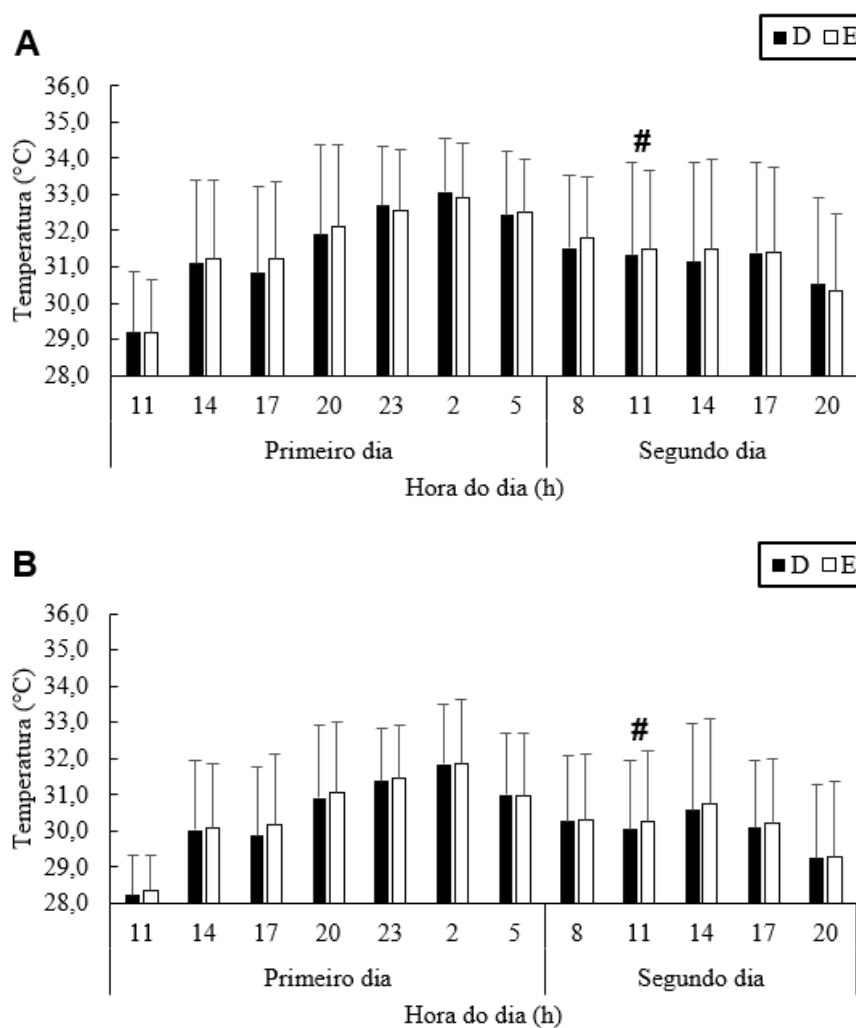 A
■ D □ E
36,0
35,0
34,0
33,0
32,0
31,0
30,0
29,0
28,0
Temperatura (°C)
#
11 14 17 20 23 2 5 8 11 14 17 20
Primeiro dia Segundo dia
Hora do dia (h)
B
■ D □ E
36,0
35,0
34,0
33,0
32,0
31,0
30,0
29,0
28,0
Temperatura (°C)
#
11 14 17 20 23 2 5 8 11 14 17 20
Primeiro dia Segundo dia
Hora do dia (h)